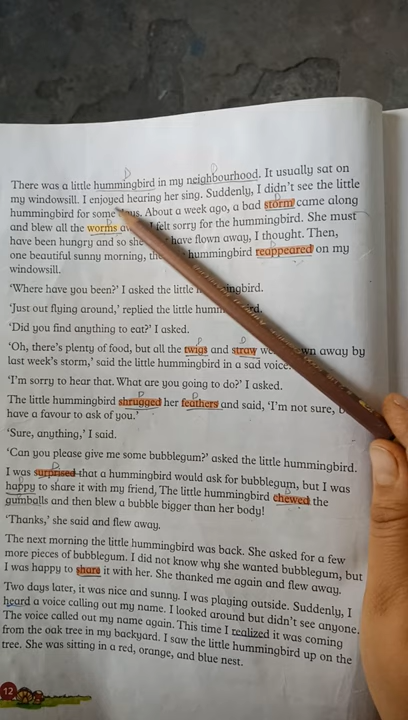 There was a little hummingbird in my neighbourhood. It usually sat on
my windowsill. I enjoyed hearing her sing. Suddenly, I didn't see the little
hummingbird for some. About a week ago, a bad storm came along
and blew all the worms I felt sorry for the hummingbird. She must
have been hungry and so she have flown away, I thought. Then,
one beautiful sunny morning, the hummingbird reappeared on my
windowsill.
'Where have you been?' I asked the little
'Just out flying around,' replied the little
'Did you find anything to eat?' I asked.
'Oh, there's plenty of food, but all the twigs and straw away by
last week's storm,' said the little hummingbird in a sad voice.
'I'm sorry to hear that. What are you going to do?' I asked.
The little hummingbird shrugged her feathers and said, 'I'm not sure,
have a favour to ask of you.'
'Sure, anything,' I said.
'Can you please give me some bubblegum?' asked the little hummingbird.
I was surprised that a hummingbird would ask for bubblegum, but I was
happy to share it with my friend. The little hummingbird chewed the
gumballs and then blew a bubble bigger than her body!
'Thanks,' she said and flew away.
The next morning the little hummingbird was back. She asked for a few
more pieces of bubblegum. I did not know why she wanted bubblegum, but
I was happy to share it with her. She thanked me again and flew away.
Two days later, it was nice and sunny. I was playing outside. Suddenly, I
heard a voice calling out my name. I looked around but didn't see anyone.
The voice called out my name again. This time I realized it was coming
from the oak tree in my backyard. I saw the little hummingbird up on the
tree. She was sitting in a red, orange, and blue nest.
12